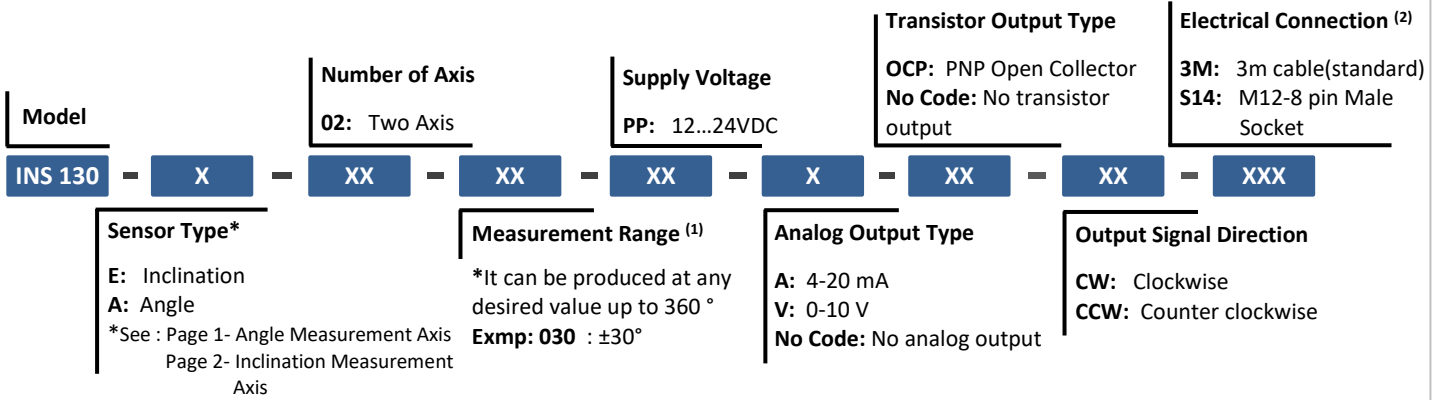 Model
Number of Axis
02: Two Axis
Supply Voltage
PP: 12...24VDC
Transistor Output Type
OCP: PNP Open Collector
No Code: No transistor
output
Electrical Connection (2)
3M: 3m cable(standard)
S14: M12-8 pin Male
Socket
INS 130 – X – XX – XX – XX – X – XX – XX – XXX
Sensor Type*
E: Inclination
A: Angle
*See : Page 1- Angle Measurement Axis
Page 2- Inclination Measurement
Axis
Measurement Range (1)
*It can be produced at any
desired value up to 360 °
Exmp: 030 : ±30°
Analog Output Type
A: 4-20 mA
V: 0-10 V
No Code: No analog output
Output Signal Direction
CW: Clockwise
CCW: Counter clockwise